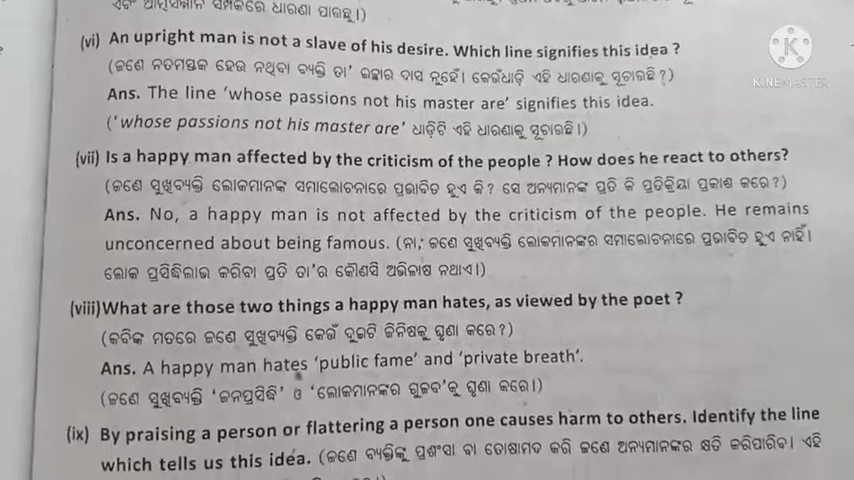 ଏବଂ ଆତ୍ମସମ୍ମାନ ସମ୍ପର୍କରେ ଧାରଣା ପାଉଛୁ।)
(vi) An upright man is not a slave of his desire. Which line signifies this idea ?
(ଜଣେ ନତମସ୍ତକ ହେଉ ନଥିବା ବ୍ୟକ୍ତି ତା' ଇଚ୍ଛାର ଦାସ ନୁହେଁ। କେଉଁଧାଡ଼ି ଏହି ଧାରଣାକୁ ସୂଚାଉଛି ?)
Ans. The line 'whose passions not his master are' signifies this idea.
('whose passions not his master are' ଧାଡ଼ିଟି ଏହି ଧାରଣାକୁ ସୂଚାଉଛି।)
(vii) Is a happy man affected by the criticism of the people ? How does he react to others?
(ଜଣେ ସୁଖିବ୍ୟକ୍ତି ଲୋକମାନଙ୍କ ସମାଲୋଚନାରେ ପ୍ରଭାବିତ ହୁଏ କି? ସେ ଅନ୍ୟମାନଙ୍କ ପ୍ରତି କି ପ୍ରତିକ୍ରିୟା ପ୍ରକାଶ କରେ?)
Ans. No, a happy man is not affected by the criticism of the people. He remains
unconcerned about being famous. (ନା, ଜଣେ ସୁଖିବ୍ୟକ୍ତି ଲୋକମାନଙ୍କର ସମାଲୋଚନାରେ ପ୍ରଭାବିତ ହୁଏ ନାହିଁ।
ଲୋକ ପ୍ରସିଦ୍ଧିଲାଭ କରିବା ପ୍ରତି ତା'ର କୌଣସି ଅଭିଳାଷ ନଥାଏ।)
(viii) What are those two things a happy man hates, as viewed by the poet ?
(କବିଙ୍କ ମତରେ ଜଣେ ସୁଖିବ୍ୟକ୍ତି କେଉଁ ଦୁଇଟି ଜିନିଷକୁ ଘୃଣା କରେ?)
Ans. A happy man hates 'public fame' and 'private breath'.
(ଜଣେ ସୁଖିବ୍ୟକ୍ତି 'ଜନପ୍ରସିଦ୍ଧି' ଓ 'ଲୋକମାନଙ୍କର ଗୁଜବ'କୁ ଘୃଣା କରେ।)
(ix) By praising a person or flattering a person one causes harm to others. Identify the line
which tells us this idea. (ଜଣେ ବ୍ୟକ୍ତିଙ୍କୁ ପ୍ରଶଂସା ବା ତୋଷାମଦ କରି ଜଣେ ଅନ୍ୟମାନଙ୍କର କ୍ଷତି କରିପାରିବ। ଏହି
KINEMASTER